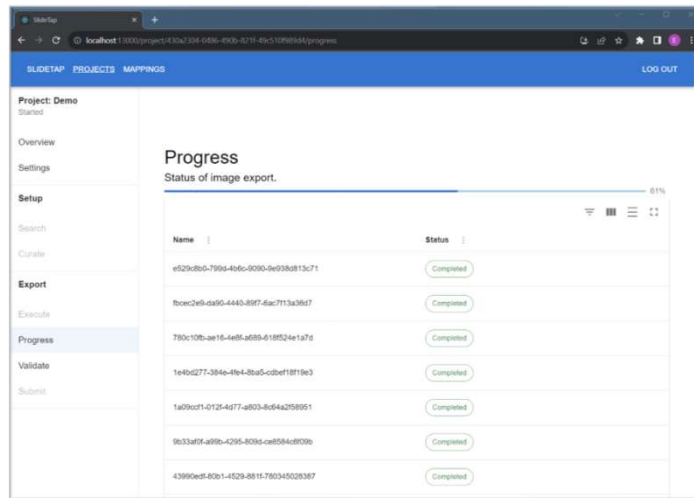 SlideTap
localhost:13000/project/430a2304-0486-490b-821f-49c510f989d4/progress
SLIDETAP PROJECTS MAPPINGS LOG OUT
Project: Demo
Started
Overview
Settings
Setup
Search
Curate
Export
Execute
Progress
Validate
Submit
Progress
Status of image export.
61%
Name Status
e529c8b0-799d-4b6c-9090-9e938d813c71 Completed
fbcec2e9-da90-4440-89f7-6ac7f13a36d7 Completed
780c10fb-ae16-4e8f-a689-618f524e1a7d Completed
1e4bd277-384e-4fe4-8ba5-cdbef18f19e3 Completed
1a09ccf1-012f-4d77-a803-8c64a2f58951 Completed
9b33af0f-a99b-4295-809d-ce8584c6f09b Completed
43990edf-80b1-4529-881f-780345028387 Completed